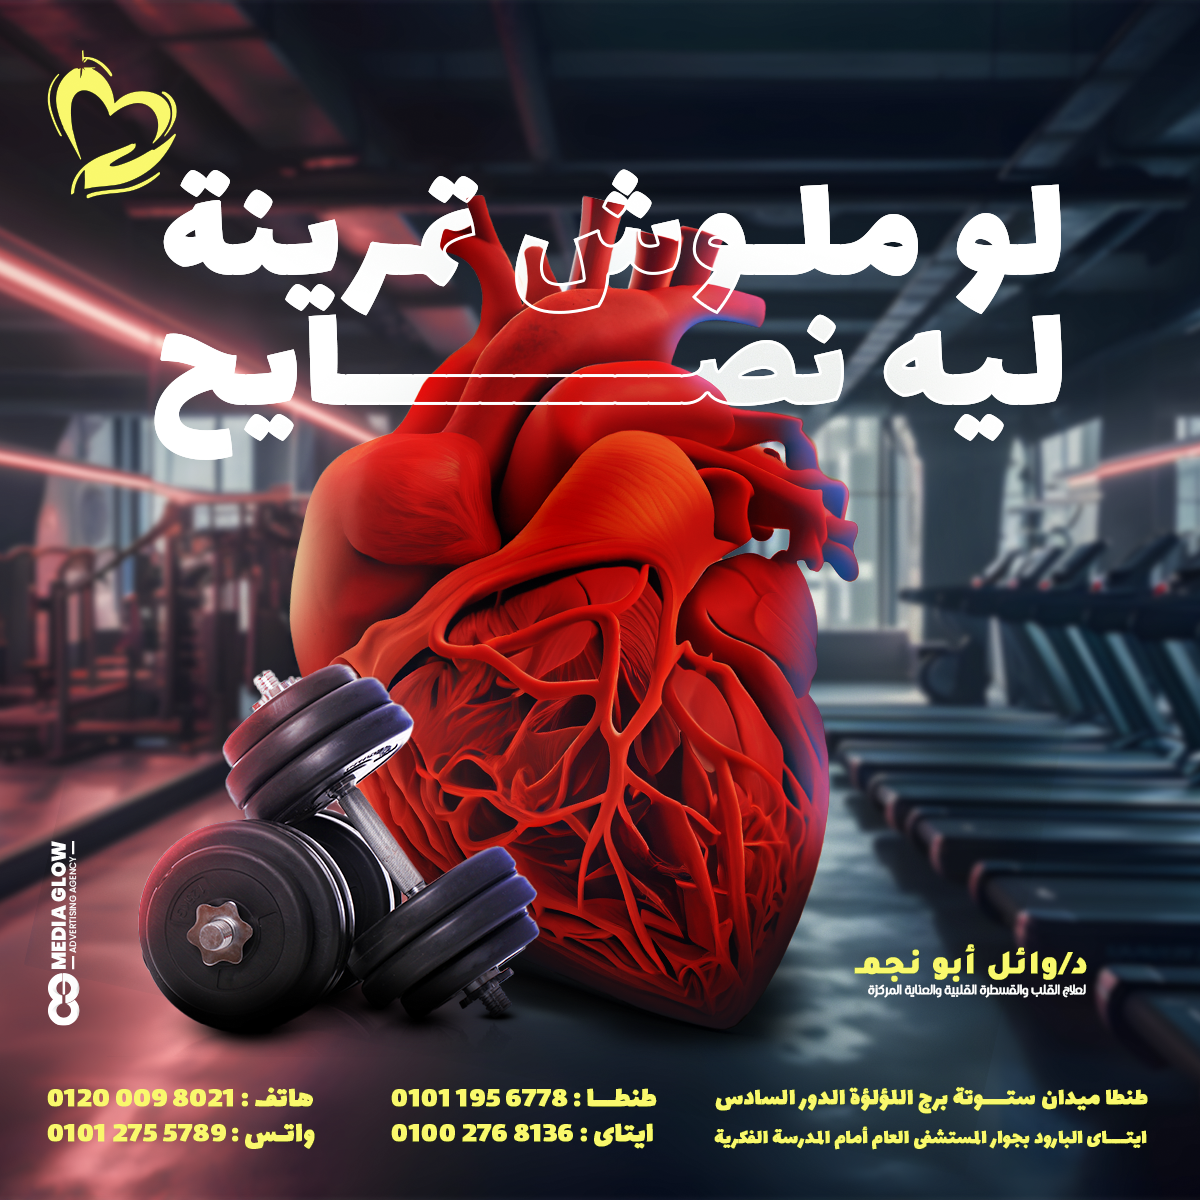 لو ملوش تمرينة
ليه نصـــــــايح
MEDIA GLOW
ADVERTISING AGENCY
د/وائل أبو نجم
لعلاج القلب والقسطرة القلبية والعناية المركزة
طنطا ميدان ستـــوتة برج اللؤلؤة الدور السادس
ايتـــاى البارود بجوار المستشفى العام أمام المدرسة الفكرية
طنطــا : 0101 195 6778
ايتاى : 0100 276 8136
هاتف : 0120 009 8021
واتس : 0101 275 5789